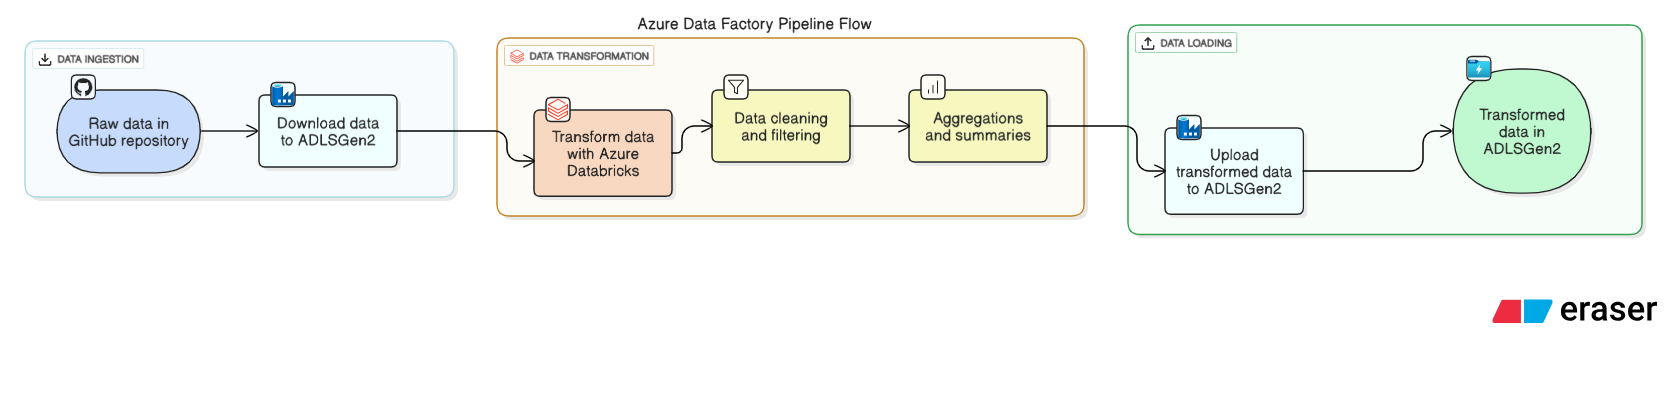 Azure Data Factory Pipeline Flow
DATA INGESTION
Raw data in
GitHub repository
Download data
to ADLSGen2
DATA TRANSFORMATION
Transform data
with Azure
Databricks
Data cleaning
and filtering
Aggregations
and summaries
DATA LOADING
Upload
transformed data
to ADLSGen2
Transformed
data in
ADLSGen2
eraser